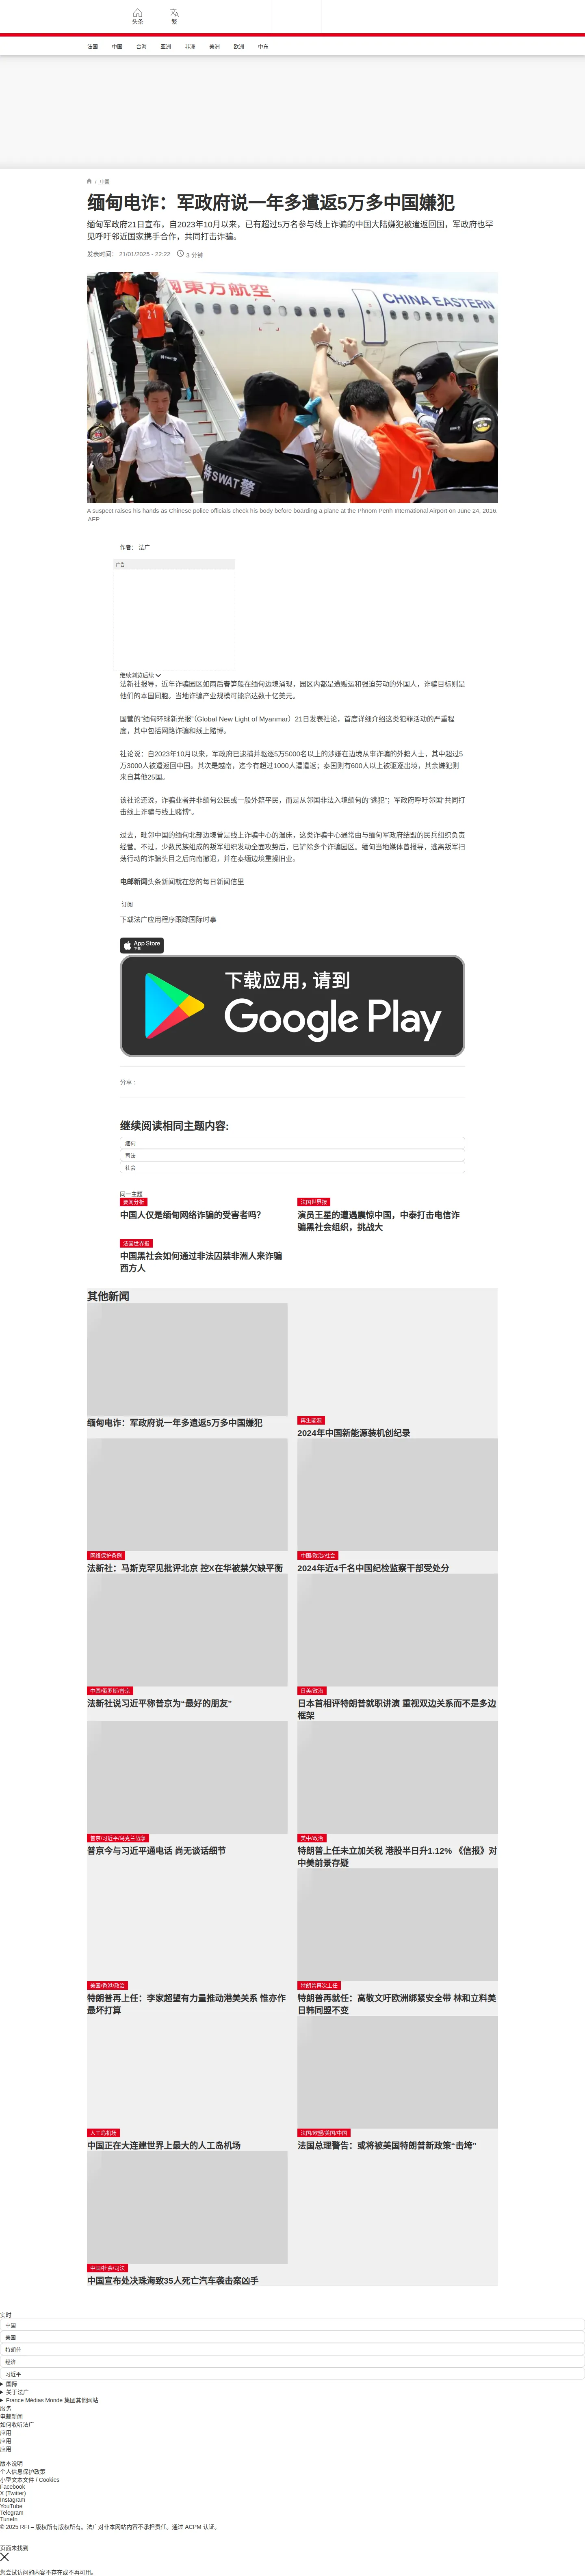 头条
繁
法国
中国
台海
亚洲
非洲
美洲
欧洲
中东
/ 中国
缅甸电诈：军政府说一年多遣返5万多中国嫌犯
缅甸军政府21日宣布，自2023年10月以来，已有超过5万名参与线上诈骗的中国大陆嫌犯被遣返回国，军政府也罕
见呼吁邻近国家携手合作，共同打击诈骗。
发表时间： 21/01/2025 - 22:22 3 分钟
國東方航空
CHINA EASTERN
特SWAT警
A suspect raises his hands as Chinese police officials check his body before boarding a plane at the Phnom Penh International Airport on June 24, 2016.
AFP
作者： 法广
广告
继续浏览后续
法新社报导，近年诈骗园区如雨后春笋般在缅甸边境涌现，园区内都是遭贩运和强迫劳动的外国人，诈骗目标则是
他们的本国同胞。当地诈骗产业规模可能高达数十亿美元。
国营的“缅甸环球新光报”（Global New Light of Myanmar）21日发表社论，首度详细介绍这类犯罪活动的严重程
度，其中包括网路诈骗和线上赌博。
社论说：自2023年10月以来，军政府已逮捕并驱逐5万5000名以上的涉嫌在边境从事诈骗的外籍人士，其中超过5
万3000人被遣返回中国。其次是越南，迄今有超过1000人遭遣返；泰国则有600人以上被驱逐出境，其余嫌犯则
来自其他25国。
该社论还说，诈骗业者并非缅甸公民或一般外籍平民，而是从邻国非法入境缅甸的“逃犯”；军政府呼吁邻国“共同打
击线上诈骗与线上赌博”。
过去，毗邻中国的缅甸北部边境曾是线上诈骗中心的温床，这类诈骗中心通常由与缅甸军政府结盟的民兵组织负责
经营。不过，少数民族组成的叛军组织发动全面攻势后，已铲除多个诈骗园区。缅甸当地媒体曾报导，逃离叛军扫
荡行动的诈骗头目之后向南撤退，并在泰缅边境重操旧业。
电邮新闻头条新闻就在您的每日新闻信里
订阅
下载法广应用程序跟踪国际时事
App Store
下载
下载应用，请到
Google Play
分享 :
继续阅读相同主题内容:
缅甸
司法
社会
同一主题
要闻分析
中国人仅是缅甸网络诈骗的受害者吗?
法国世界报
演员王星的遭遇震惊中国，中泰打击电信诈
骗黑社会组织，挑战大
法国世界报
中国黑社会如何通过非法囚禁非洲人来诈骗
西方人
其他新闻
缅甸电诈：军政府说一年多遣返5万多中国嫌犯
再生能源
2024年中国新能源装机创纪录
网络保护条例
法新社：马斯克罕见批评北京 控X在华被禁欠缺平衡
中国/政治/社会
2024年近4千名中国纪检监察干部受处分
中国/俄罗斯/普京
法新社说习近平称普京为“最好的朋友”
日美/政治
日本首相评特朗普就职讲演 重视双边关系而不是多边
框架
普京/习近平/乌克兰战争
普京今与习近平通电话 尚无谈话细节
美中/政治
特朗普上任未立加关税 港股半日升1.12% 《信报》对
中美前景存疑
美国/香港/政治
特朗普再上任：李家超望有力量推动港美关系 惟亦作
最坏打算
特朗普再次上任
特朗普再就任：高敬文吁欧洲绑紧安全带 林和立料美
日韩同盟不变
人工岛机场
中国正在大连建世界上最大的人工岛机场
法国/欧盟/美国/中国
法国总理警告：或将被美国特朗普新政策“击垮”
中国/社会/司法
中国宣布处决珠海致35人死亡汽车袭击案凶手
实时
中国
美国
特朗普
经济
习近平
国际
关于法广
France Médias Monde 集团其他网站
服务
电邮新闻
如何收听法广
应用
应用
应用
版本说明
个人信息保护政策
小型文本文件 / Cookies
Facebook
X (Twitter)
Instagram
YouTube
Telegram
TuneIn
© 2025 RFI – 版权所有版权所有。法广对非本网站内容不承担责任。通过 ACPM 认证。
页面未找到
您尝试访问的内容不存在或不再可用。